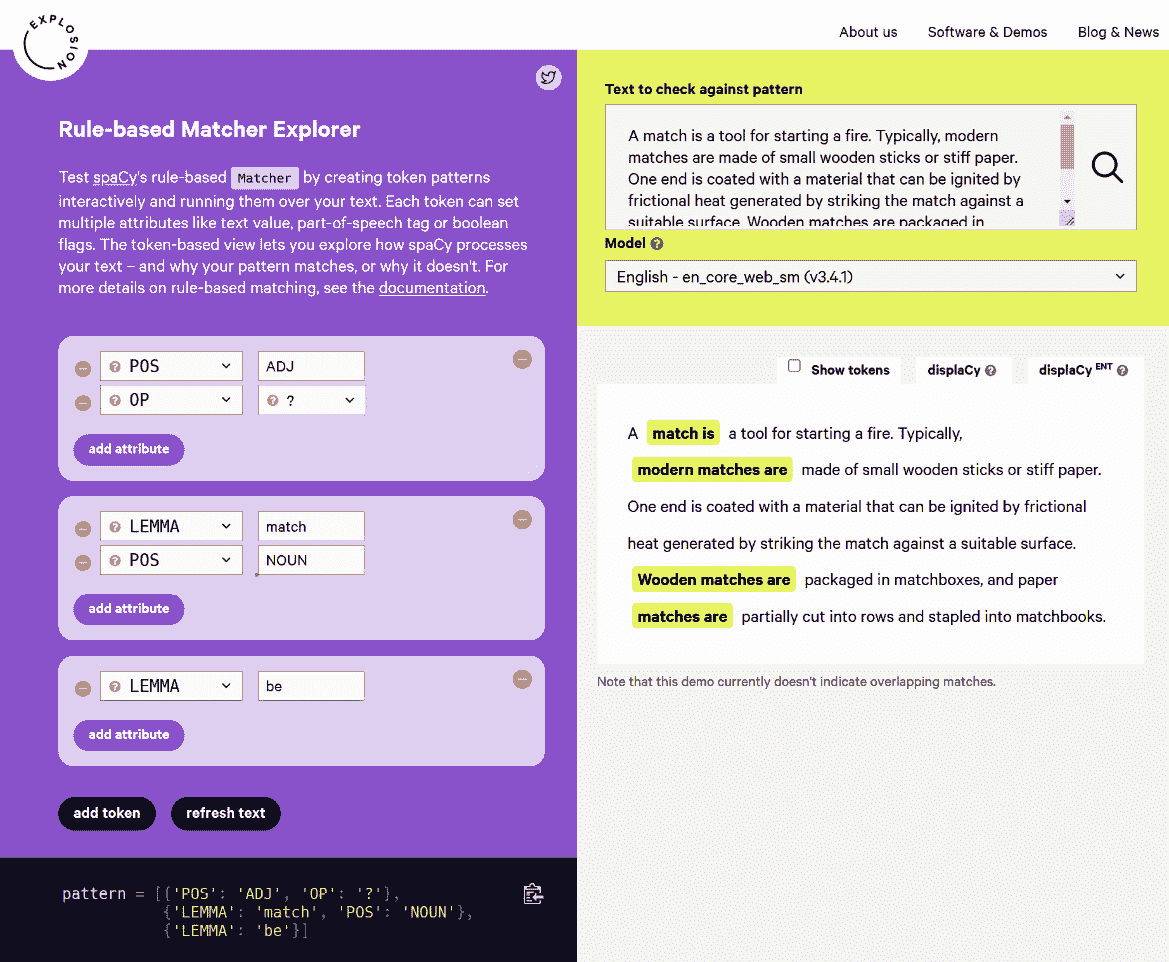 EXPLOSION
About us Software & Demos Blog & News
Rule-based Matcher Explorer
Test spaCy's rule-based Matcher by creating token patterns
interactively and running them over your text. Each token can set
multiple attributes like text value, part-of-speech tag or boolean
flags. The token-based view lets you explore how spaCy processes
your text – and why your pattern matches, or why it doesn't. For
more details on rule-based matching, see the documentation.
? POS ADJ
? OP ? ?
add attribute
? LEMMA match
? POS NOUN
add attribute
? LEMMA be
add attribute
add token refresh text
pattern = [{'POS': 'ADJ', 'OP': '?'},
{'LEMMA': 'match', 'POS': 'NOUN'},
{'LEMMA': 'be'}]
Text to check against pattern
A match is a tool for starting a fire. Typically, modern
matches are made of small wooden sticks or stiff paper.
One end is coated with a material that can be ignited by
frictional heat generated by striking the match against a
suitable surface. Wooden matches are packaged in
Model ?
English - en_core_web_sm (v3.4.1)
Show tokens displaCy ? displaCy ENT ?
A match is a tool for starting a fire. Typically,
modern matches are made of small wooden sticks or stiff paper.
One end is coated with a material that can be ignited by frictional
heat generated by striking the match against a suitable surface.
Wooden matches are packaged in matchboxes, and paper
matches are partially cut into rows and stapled into matchbooks.
Note that this demo currently doesn't indicate overlapping matches.